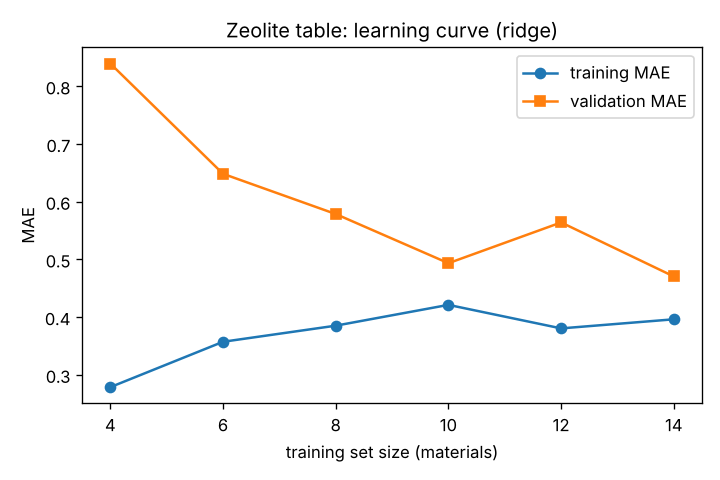 Zeolite table: learning curve (ridge)
training MAE
validation MAE
MAE
0.8
0.7
0.6
0.5
0.4
0.3
4 6 8 10 12 14
training set size (materials)